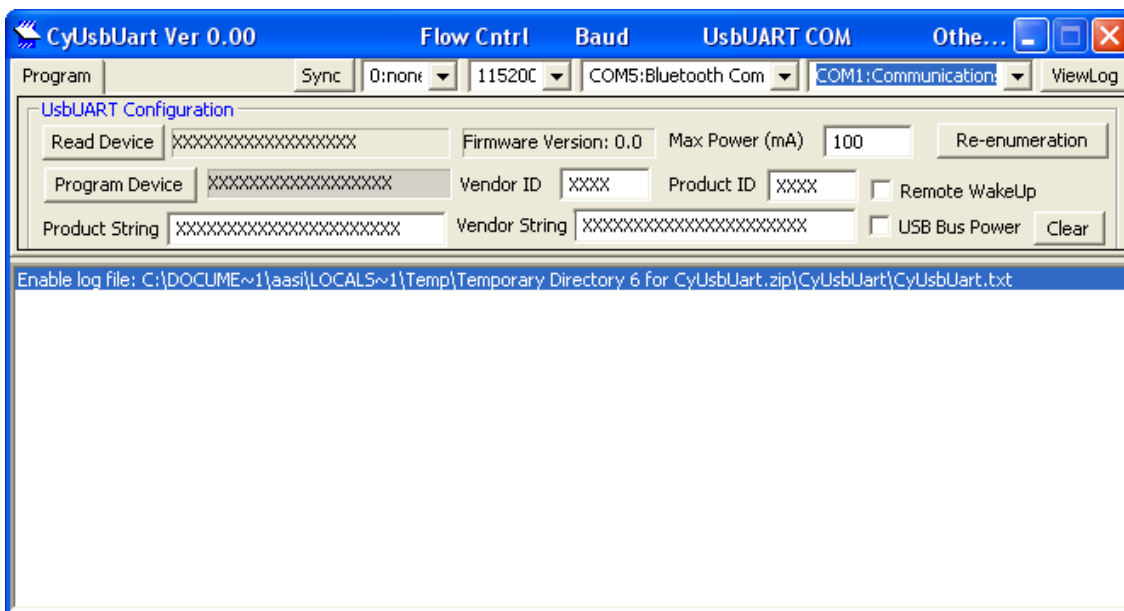 CyUsbUart Ver 0.00 Flow Cntrl Baud UsbUART COM Othe...
Program Sync 0:none 115200 COM5:Bluetooth Com COM1:Communications ViewLog
UsbUART Configuration
Read Device XXXXXXXXXXXXXXXXXX Firmware Version: 0.0 Max Power (mA) 100 Re-enumeration
Program Device XXXXXXXXXXXXXXXXXX Vendor ID XXXX Product ID XXXX Remote WakeUp
Product String XXXXXXXXXXXXXXXXXXXXXX Vendor String XXXXXXXXXXXXXXXXXXXXXX USB Bus Power Clear
Enable log file: C:\DOCUME~1\aasi\LOCALS~1\Temp\Temporary Directory 6 for CyUsbUart.zip\CyUsbUart\CyUsbUart.txt